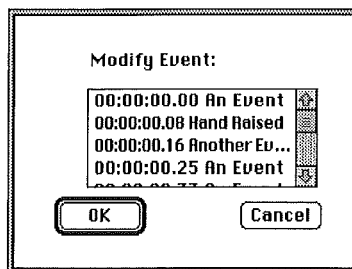 Modify Event:
00:00:00.00 An Event
00:00:00.08 Hand Raised
00:00:00.16 Another Ev...
00:00:00.25 An Event
OK
Cancel